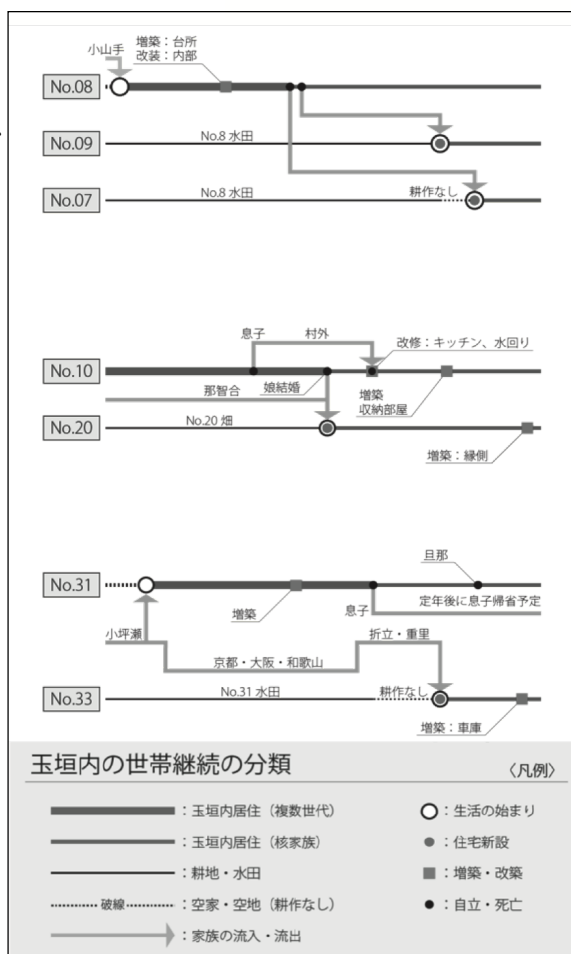 小山手
増築：台所
改装：内部
No.08
No.8 水田
No.09
No.8 水田
耕作なし
No.07
息子
村外
改修：キッチン、水回り
No.10
娘結婚
増築
収納部屋
那智合
No.20 畑
No.20
増築：縁側
旦那
No.31
増築
息子
定年後に息子帰省予定
小坪瀬
折立・重里
京都・大阪・和歌山
No.31 水田
耕作なし
No.33
増築：車庫
玉垣内の世帯継続の分類
〈凡例〉
：玉垣内居住（複数世代）
：生活の始まり
：玉垣内居住（核家族）
：住宅新設
：耕地・水田
：増築・改築
破線
：空家・空地（耕作なし）
：自立・死亡
：家族の流入・流出